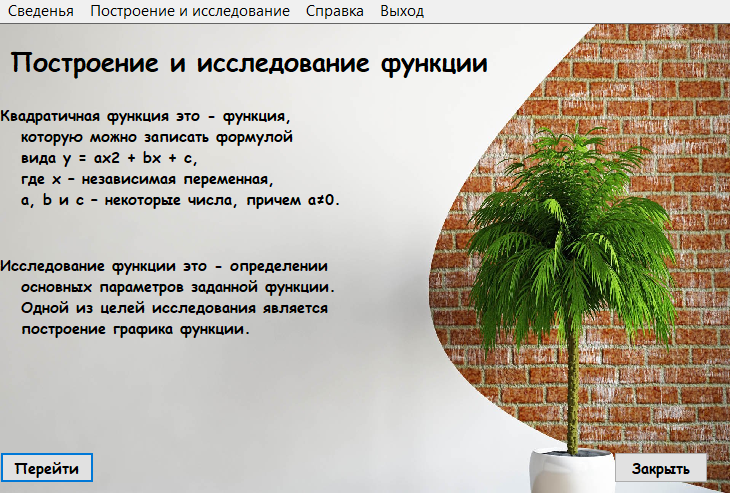 Сведенья Построение и исследование Справка Выход
Построение и исследование функции
Квадратичная функция это - функция,
которую можно записать формулой
вида y = ax2 + bx + c,
где x – независимая переменная,
a, b и c – некоторые числа, причем a≠0.
Исследование функции это - определении
основных параметров заданной функции.
Одной из целей исследования является
построение графика функции.
Перейти
Закрыть